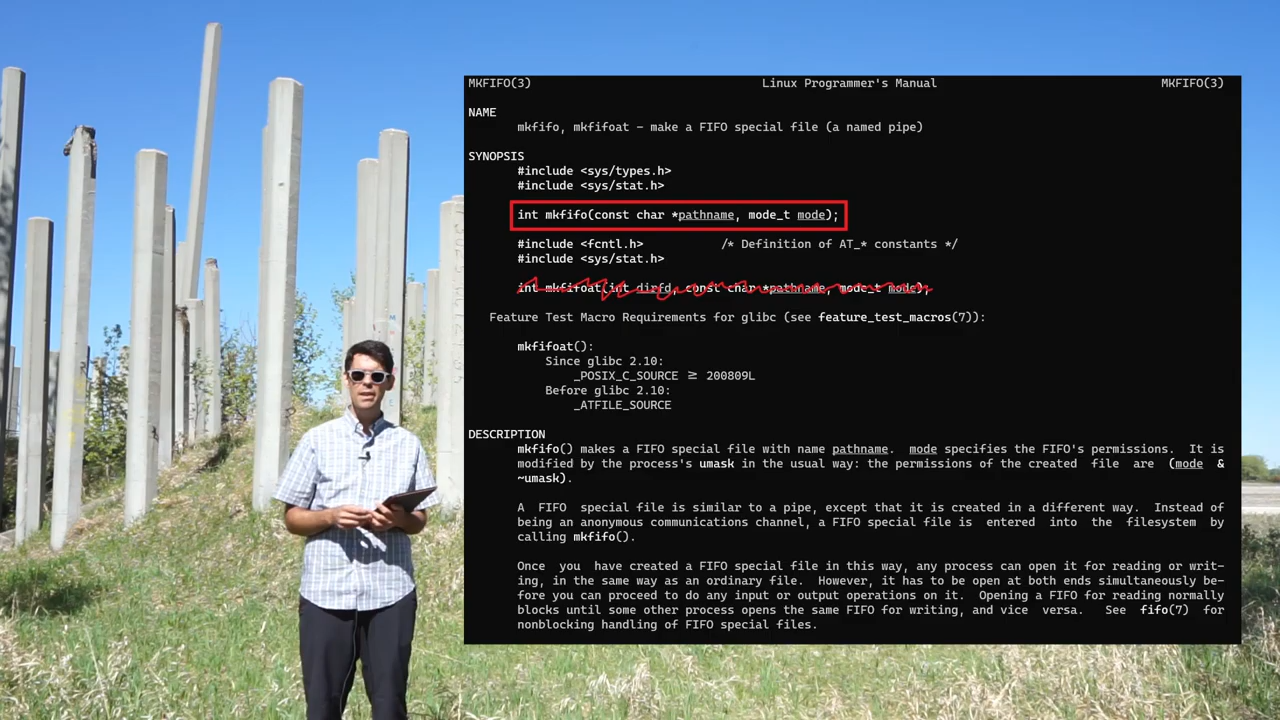 MKFIFO(3) Linux Programmer's Manual MKFIFO(3)
NAME
mkfifo, mkfifoat - make a FIFO special file (a named pipe)
SYNOPSIS
#include <sys/types.h>
#include <sys/stat.h>
int mkfifo(const char *pathname, mode_t mode);
#include <fcntl.h> /* Definition of AT_* constants */
#include <sys/stat.h>
int mkfifoat(int dirfd, const char *pathname, mode_t mode);
Feature Test Macro Requirements for glibc (see feature_test_macros(7)):
mkfifoat():
Since glibc 2.10:
_POSIX_C_SOURCE ≥ 200809L
Before glibc 2.10:
_ATFILE_SOURCE
DESCRIPTION
mkfifo() makes a FIFO special file with name pathname. mode specifies the FIFO's permissions. It is
modified by the process's umask in the usual way: the permissions of the created file are (mode &
~umask).
A FIFO special file is similar to a pipe, except that it is created in a different way. Instead of
being an anonymous communications channel, a FIFO special file is entered into the filesystem by
calling mkfifo().
Once you have created a FIFO special file in this way, any process can open it for reading or writ-
ing, in the same way as an ordinary file. However, it has to be open at both ends simultaneously be-
fore you can proceed to do any input or output operations on it. Opening a FIFO for reading normally
blocks until some other process opens the same FIFO for writing, and vice versa. See fifo(7) for
nonblocking handling of FIFO special files.